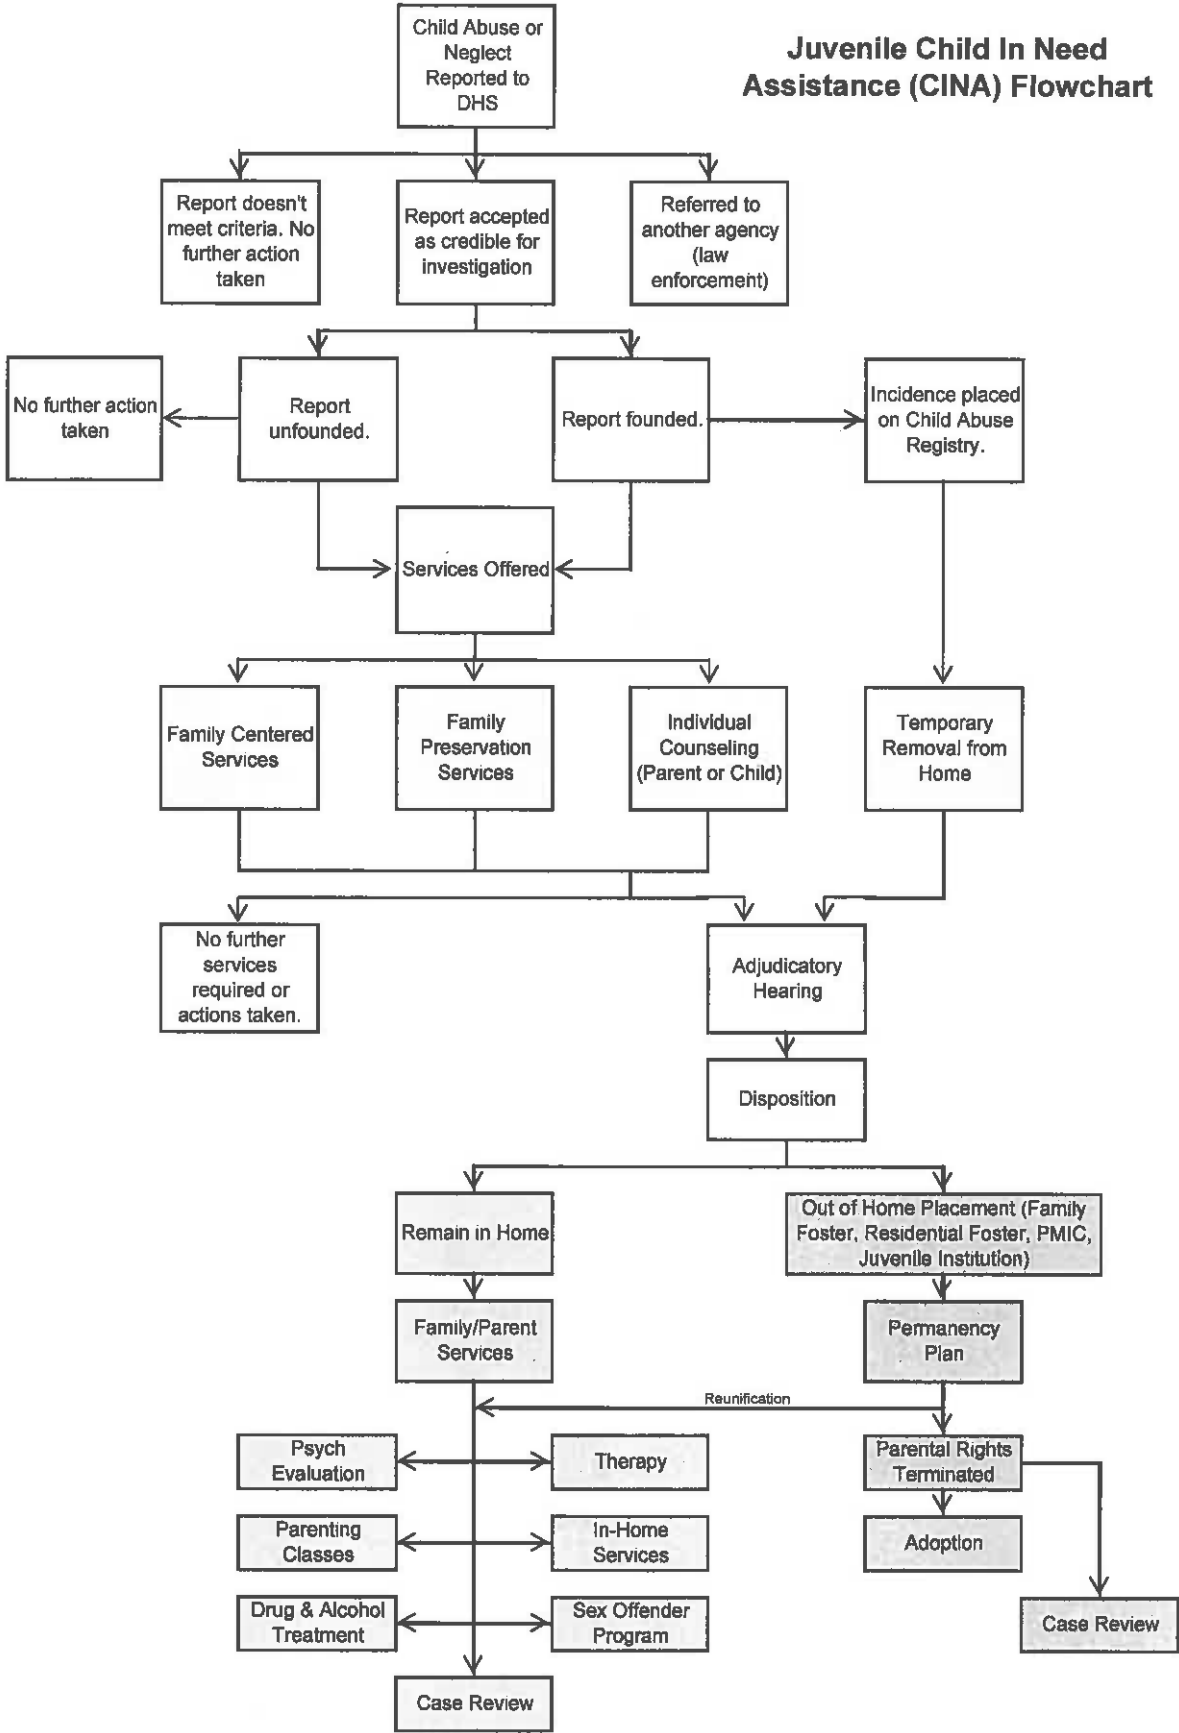 Child Abuse or
Neglect
Reported to
DHS
Juvenile Child In Need
Assistance (CINA) Flowchart
Report doesn't
meet criteria. No
further action
taken
Report accepted
as credible for
investigation
Referred to
another agency
(law
enforcement)
No further action
taken
Report
unfounded.
Report founded.
Incidence placed
on Child Abuse
Registry.
Services Offered
Family Centered
Services
Family
Preservation
Services
Individual
Counseling
(Parent or Child)
Temporary
Removal from
Home
No further
services
required or
actions taken.
Adjudicatory
Hearing
Disposition
Remain in Home
Out of Home Placement (Family
Foster, Residential Foster, PMIC,
Juvenile Institution)
Family/Parent
Services
Permanency
Plan
Reunification
Psych
Evaluation
Therapy
Parental Rights
Terminated
Parenting
Classes
In-Home
Services
Adoption
Drug & Alcohol
Treatment
Sex Offender
Program
Case Review
Case Review